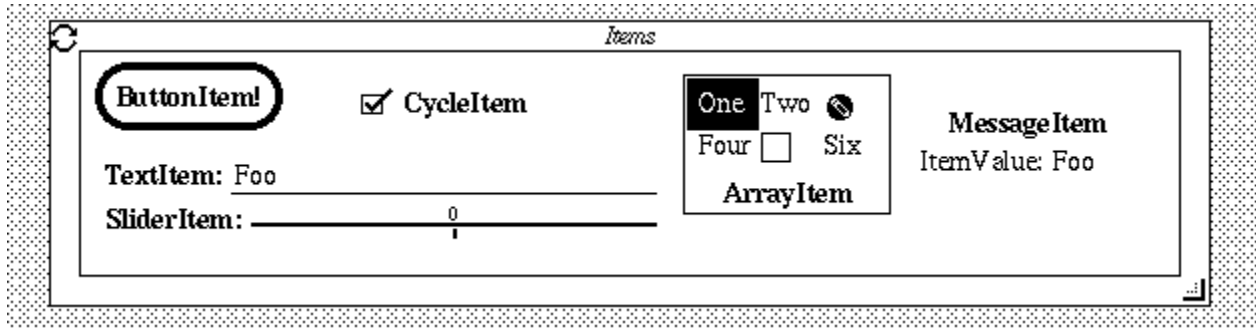 Items
ButtonItem!
CycleItem
TextItem: Foo
SliderItem:
0
One Two
Four Six
ArrayItem
MessageItem
ItemValue: Foo